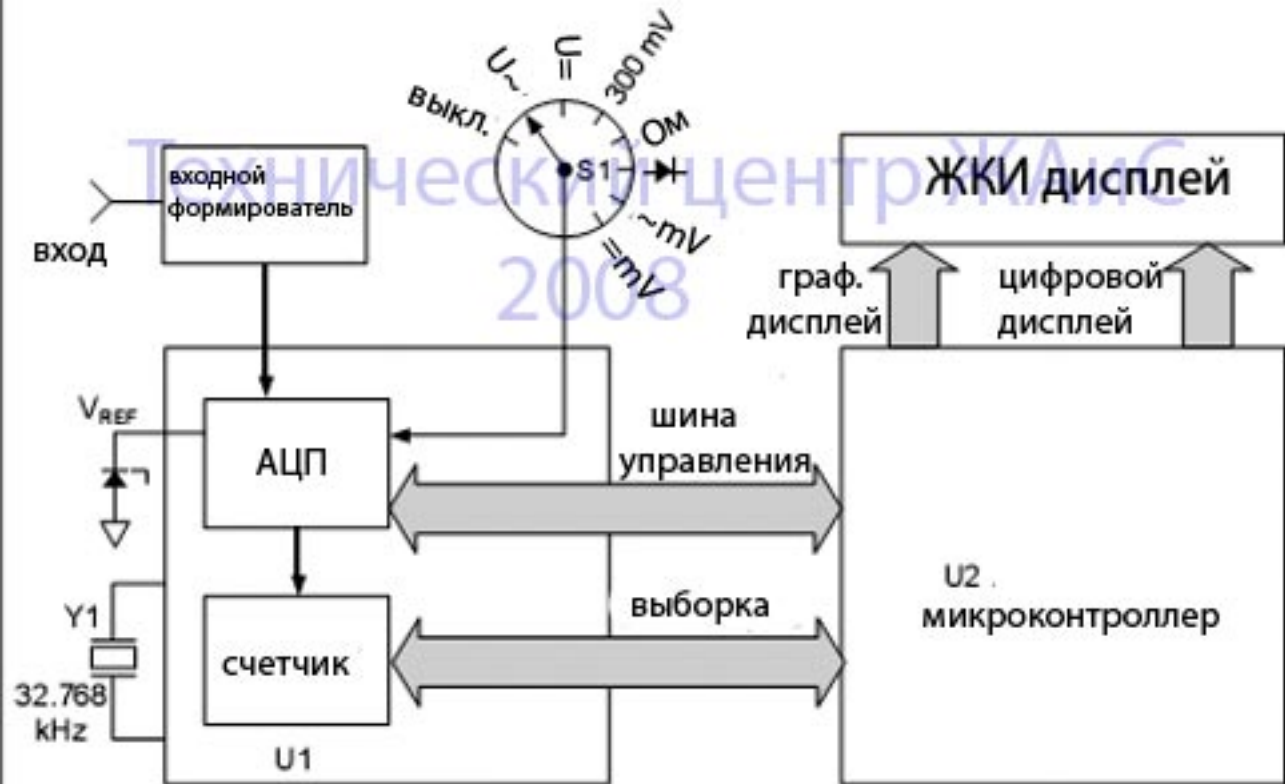 выкл.
U~
U=
300 mV
Ом
S1
~mV
=mV
входной
формирователь
вход
Технический центр ЖАиС
2008
ЖКИ дисплей
граф.
дисплей
цифровой
дисплей
VREF
АЦП
шина
управления
Y1
32.768
kHz
счетчик
U1
выборка
U2
микроконтроллер